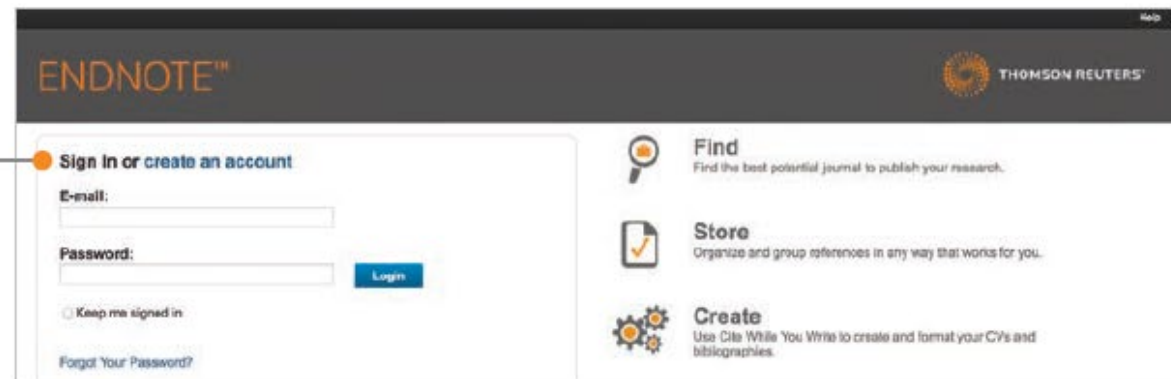 Help
ENDNOTE™
THOMSON REUTERS®
Sign In or create an account
E-mail:
Password:
Login
Keep me signed in
Forgot Your Password?
Find
Find the best potential journal to publish your research.
Store
Organize and group references in any way that works for you.
Create
Use Cite While You Write to create and format your CVs and
bibliographies.